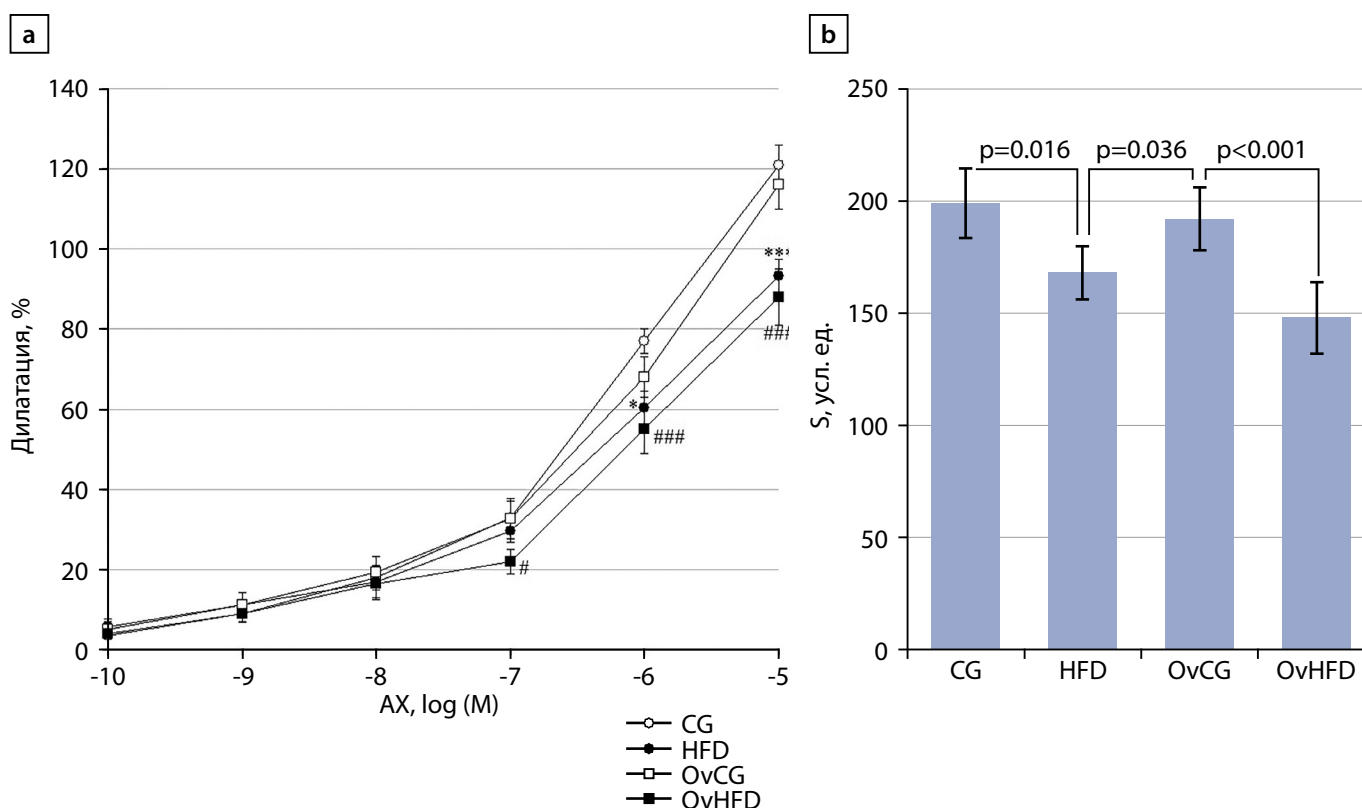 a
140
120
100
80
60
40
20
0
Дилатация, %
-10
-9
-8
-7
-6
-5
АХ, log (M)
#
*
###
***
###
CG
HFD
OvCG
OvHFD
b
250
200
150
100
50
0
S, усл. ед.
p=0.016
p=0.036
p<0.001
CG
HFD
OvCG
OvHFD